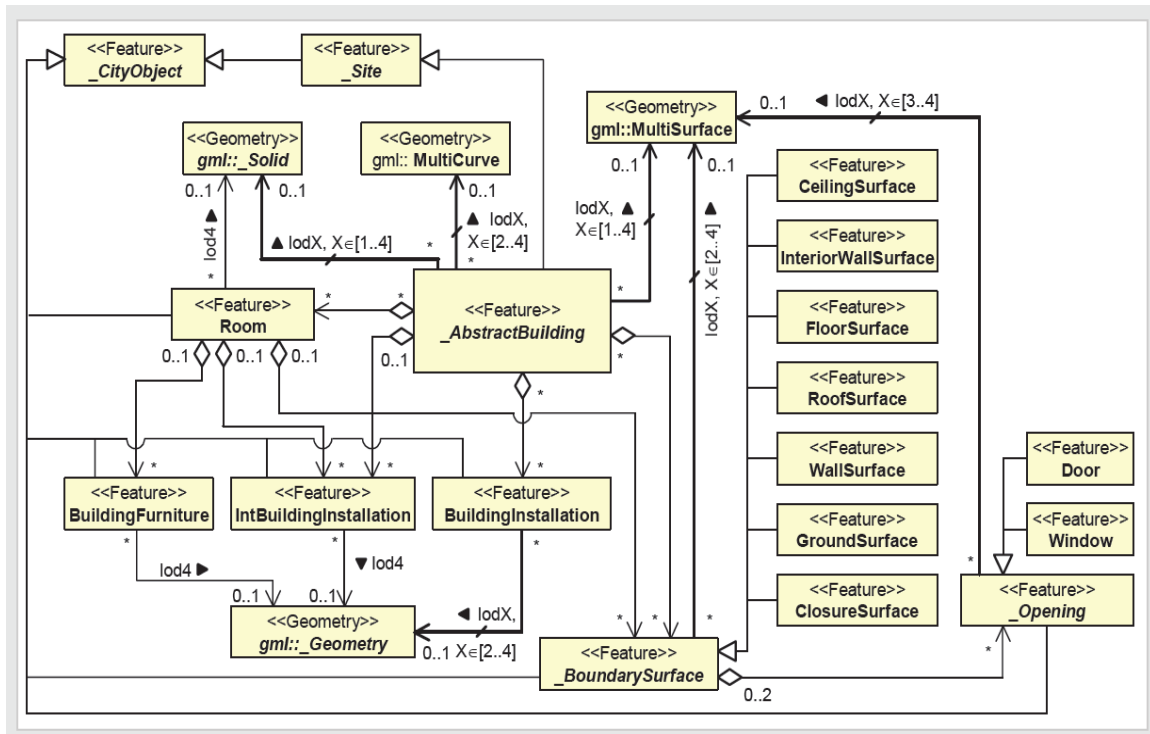 <<Feature>>
_CityObject
<<Feature>>
_Site
<<Geometry>>
gml::MultiSurface
0..1
◀ lodX, X∈[3..4]
<<Geometry>>
gml::_Solid
<<Geometry>>
gml:: MultiCurve
0..1
0..1
0..1
0..1
0..1
<<Feature>>
CeilingSurface
lod4 ▶
▲ lodX, X∈[1..4]
*
▲ lodX,
X∈[2..4]
*
lodX, ▲
X∈[1..4]
lodX, X∈[2..4] ▶
<<Feature>>
InteriorWallSurface
*
<<Feature>>
Room
*
*
<<Feature>>
_AbstractBuilding
*
<<Feature>>
FloorSurface
0..1
0..1
0..1
0..1
*
*
<<Feature>>
RoofSurface
<<Feature>>
WallSurface
<<Feature>>
Door
*
*
*
*
<<Feature>>
BuildingFurniture
<<Feature>>
IntBuildingInstallation
<<Feature>>
BuildingInstallation
<<Feature>>
GroundSurface
<<Feature>>
Window
*
*
*
*
lod4 ▶
▼ lod4
0..1
0..1
<<Geometry>>
gml::_Geometry
◀ lodX,
0..1 X∈[2..4]
<<Feature>>
ClosureSurface
<<Feature>>
_Opening
*
*
*
<<Feature>>
_BoundarySurface
*
0..2